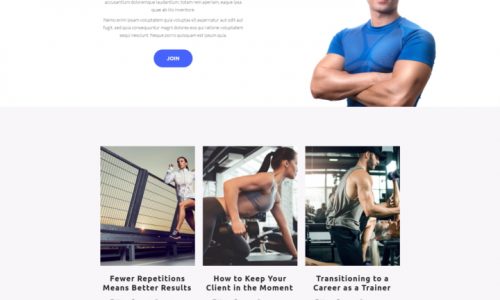 accusantium doloremque laudantium, totam rem aperiam, eaque ipsa
quae ab illo inventore.
Nemo enim ipsam voluptatem quia voluptas sit aspernatur aut odit aut
fugit, sed quia consequuntur magni dolores eos qui ratione voluptatem
sequi nesciunt. Neque porro quisquam est, qui dolorem ipsum quia.
JOIN
Fewer Repetitions
Means Better Results
How to Keep Your
Client in the Moment
Transitioning to a
Career as a Trainer